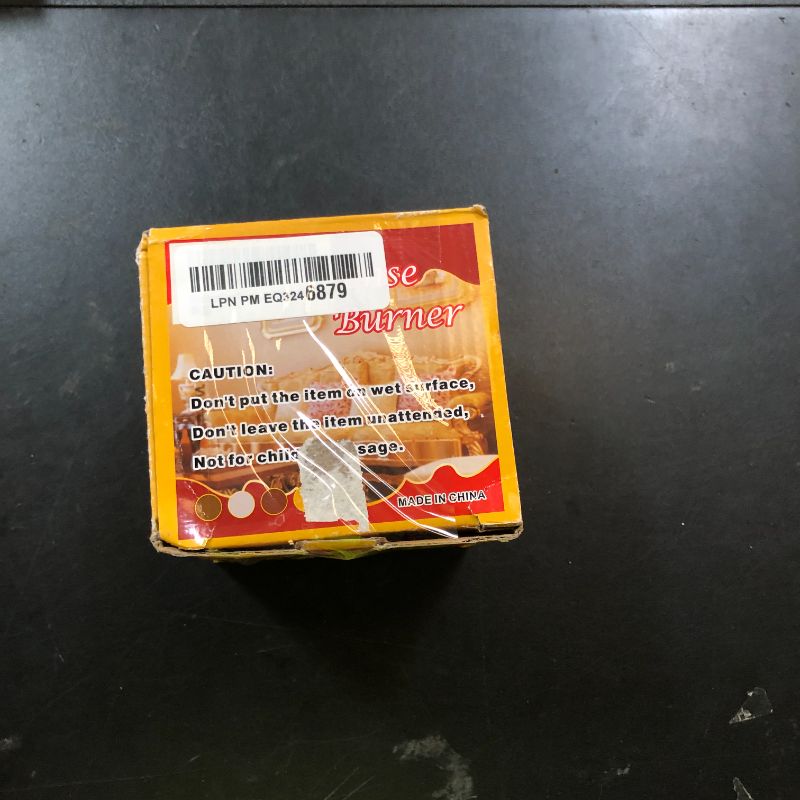 LPN PM EQ3246879
se
Burner
CAUTION:
Don't put the item on wet surface,
Don't leave the item unattended,
Not for child sage.
MADE IN CHINA